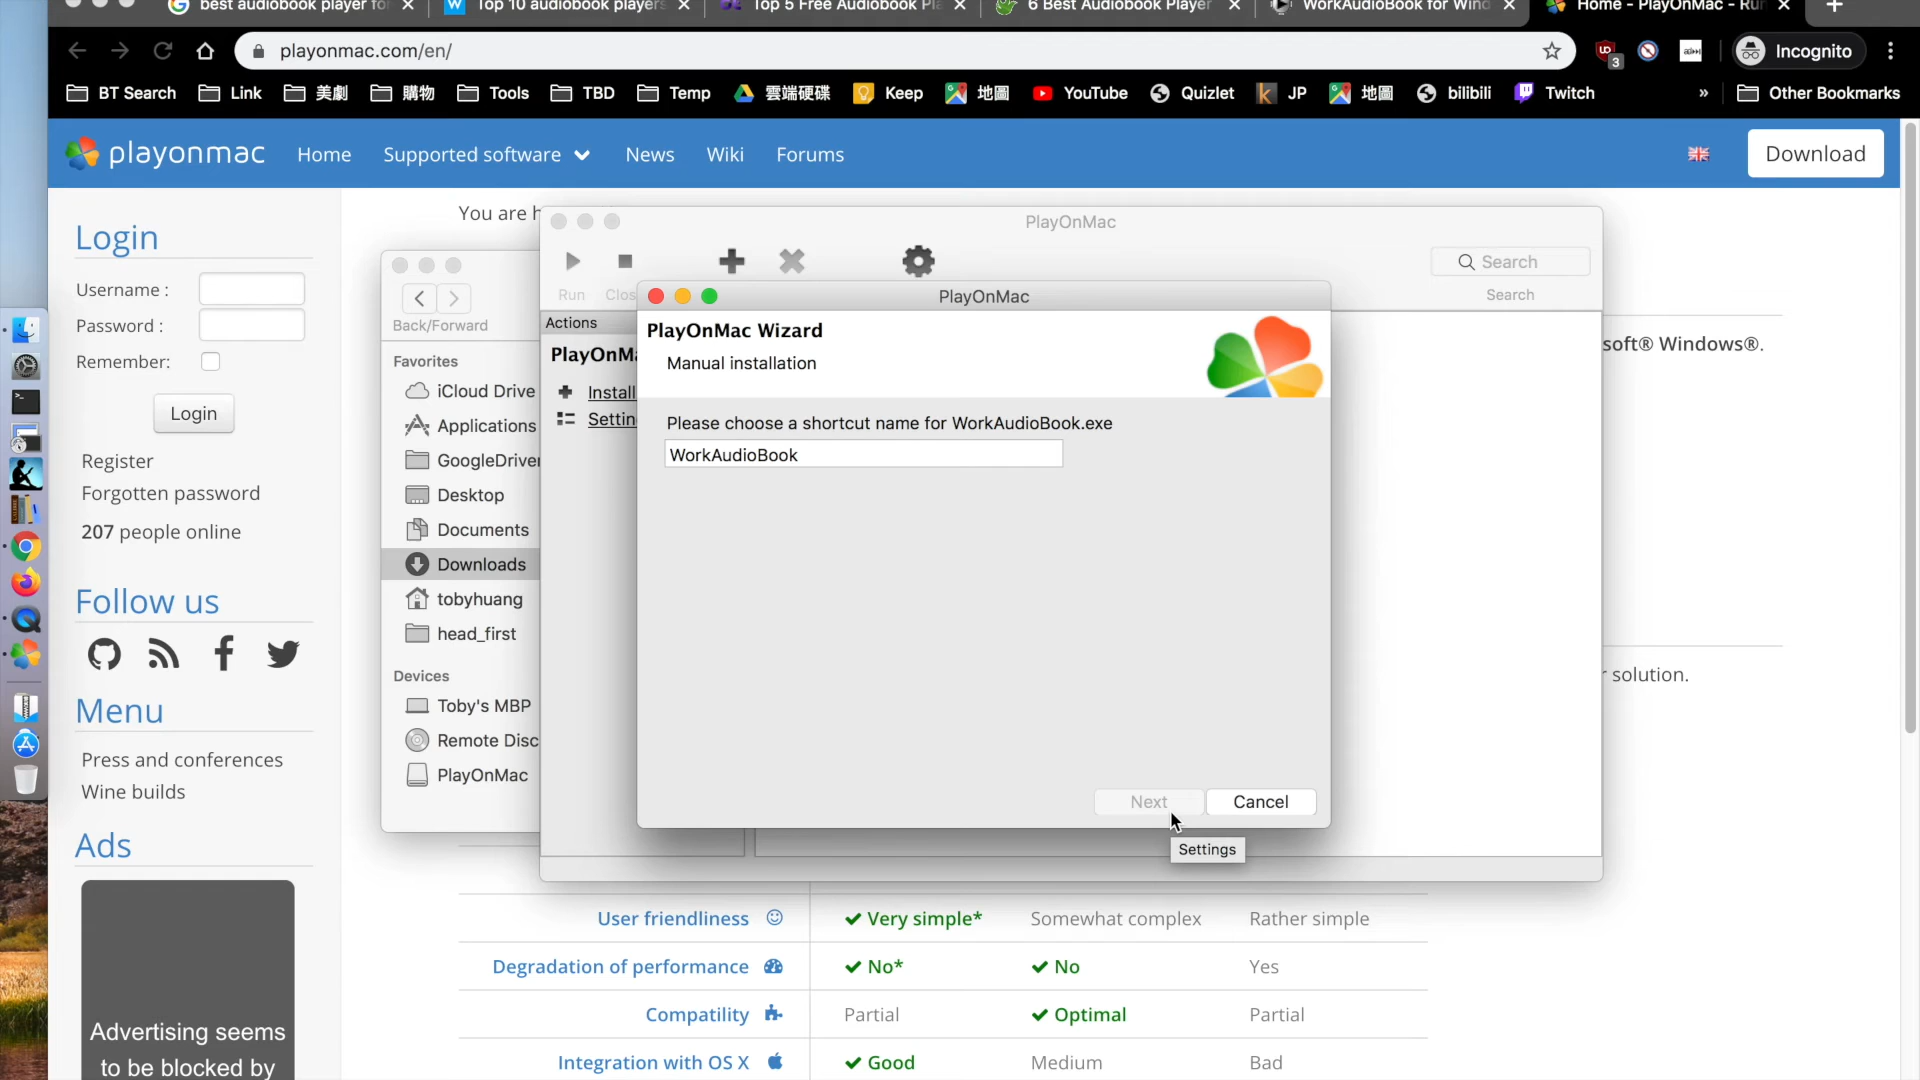 best audiobook player for
Top 10 audiobook players
Top 5 Free Audiobook Pla
6 Best Audiobook Player
WorkAudioBook for Wind
Home - PlayOnMac - Run
playonmac.com/en/
3
Incognito
BT Search
Link
美劇
購物
Tools
TBD
Temp
雲端硬碟
Keep
地圖
YouTube
Quizlet
JP
地圖
bilibili
Twitch
»
Other Bookmarks
playonmac
Home
Supported software
News
Wiki
Forums
Download
Login
Username :
Password :
Remember:
Login
Register
Forgotten password
207 people online
Follow us
Menu
Press and conferences
Wine builds
Ads
Advertising seems
to be blocked by
You are h
soft® Windows®.
solution.
Back/Forward
Favorites
iCloud Drive
Applications
GoogleDrive
Desktop
Documents
Downloads
tobyhuang
head_first
Devices
Toby's MBP
Remote Disc
PlayOnMac
PlayOnMac
Run
Clos
Search
Search
Actions
PlayOnMa
Install
Settin
PlayOnMac
PlayOnMac Wizard
Manual installation
Please choose a shortcut name for WorkAudioBook.exe
WorkAudioBook
Next
Cancel
Settings
User friendliness
Very simple*
Somewhat complex
Rather simple
Degradation of performance
No*
No
Yes
Compatility
Partial
Optimal
Partial
Integration with OS X
Good
Medium
Bad